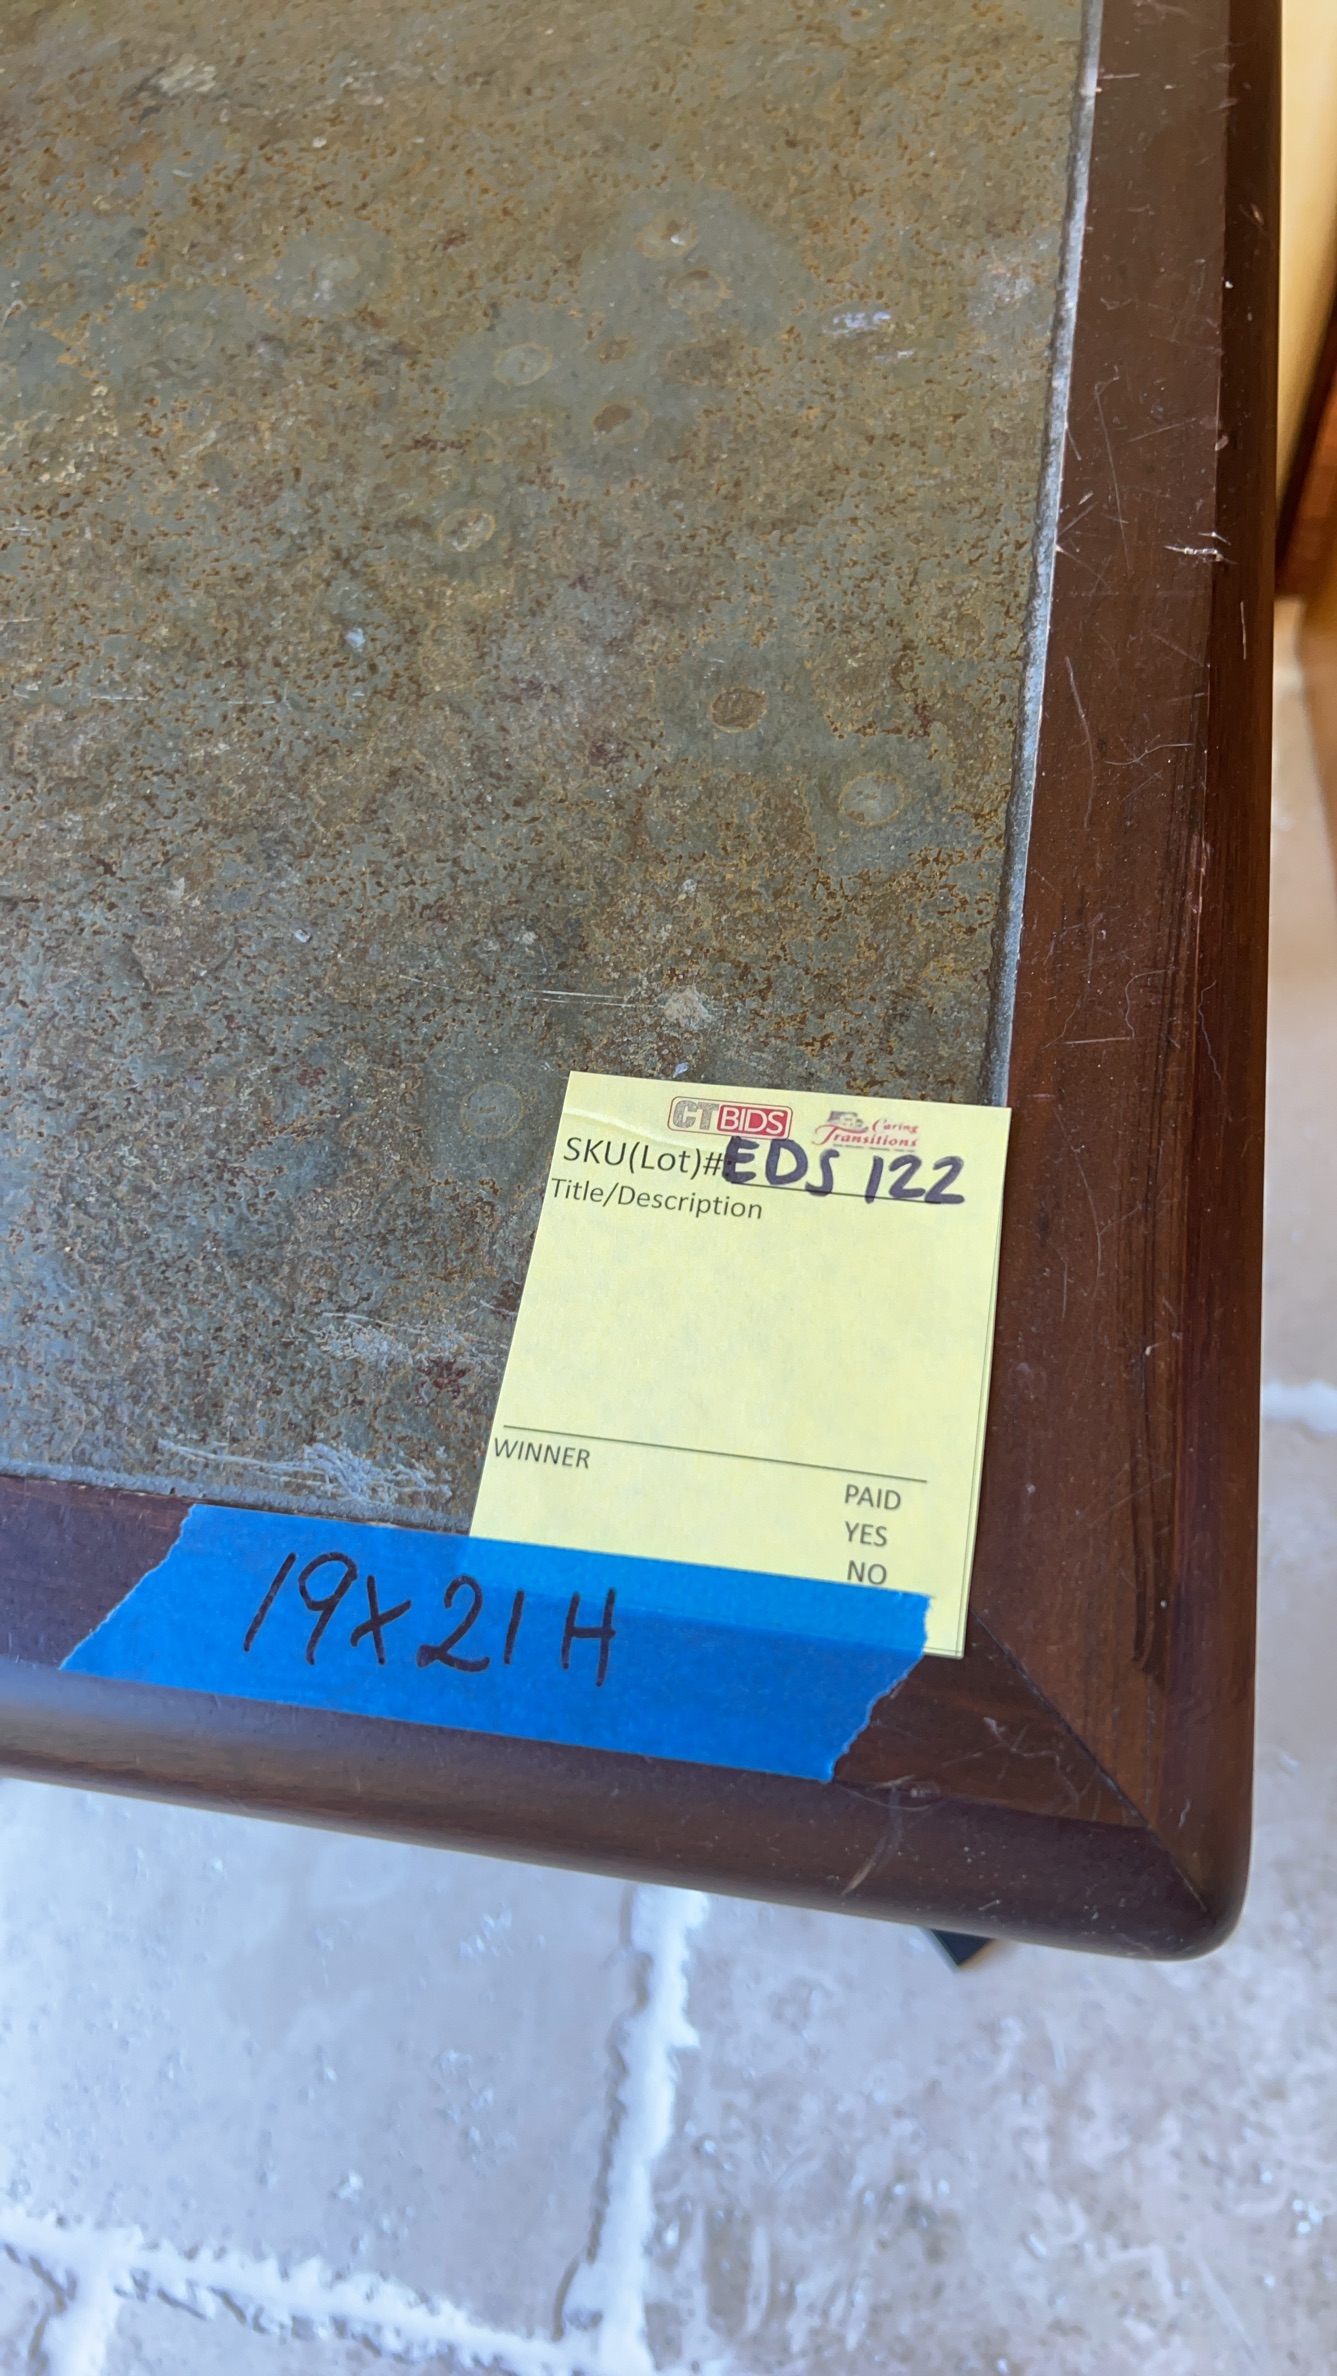 CTBIDS Caring Transitions
SKU(Lot)# EDS 122
Title/Description
WINNER
PAID
YES
NO
19x21H